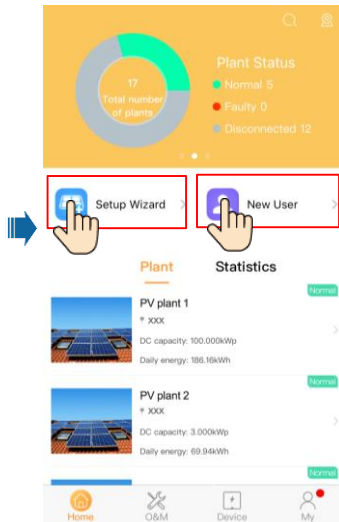 17
Total number
of plants
Plant Status
Normal 5
Faulty 0
Disconnected 12
Setup Wizard
New User
Plant Statistics
Normal
PV plant 1
XXX
DC capacity: 100.000kWp
Daily energy: 186.16kWh
Normal
PV plant 2
XXX
DC capacity: 3.000kWp
Daily energy: 69.94kWh
Normal
Home O&M Device My